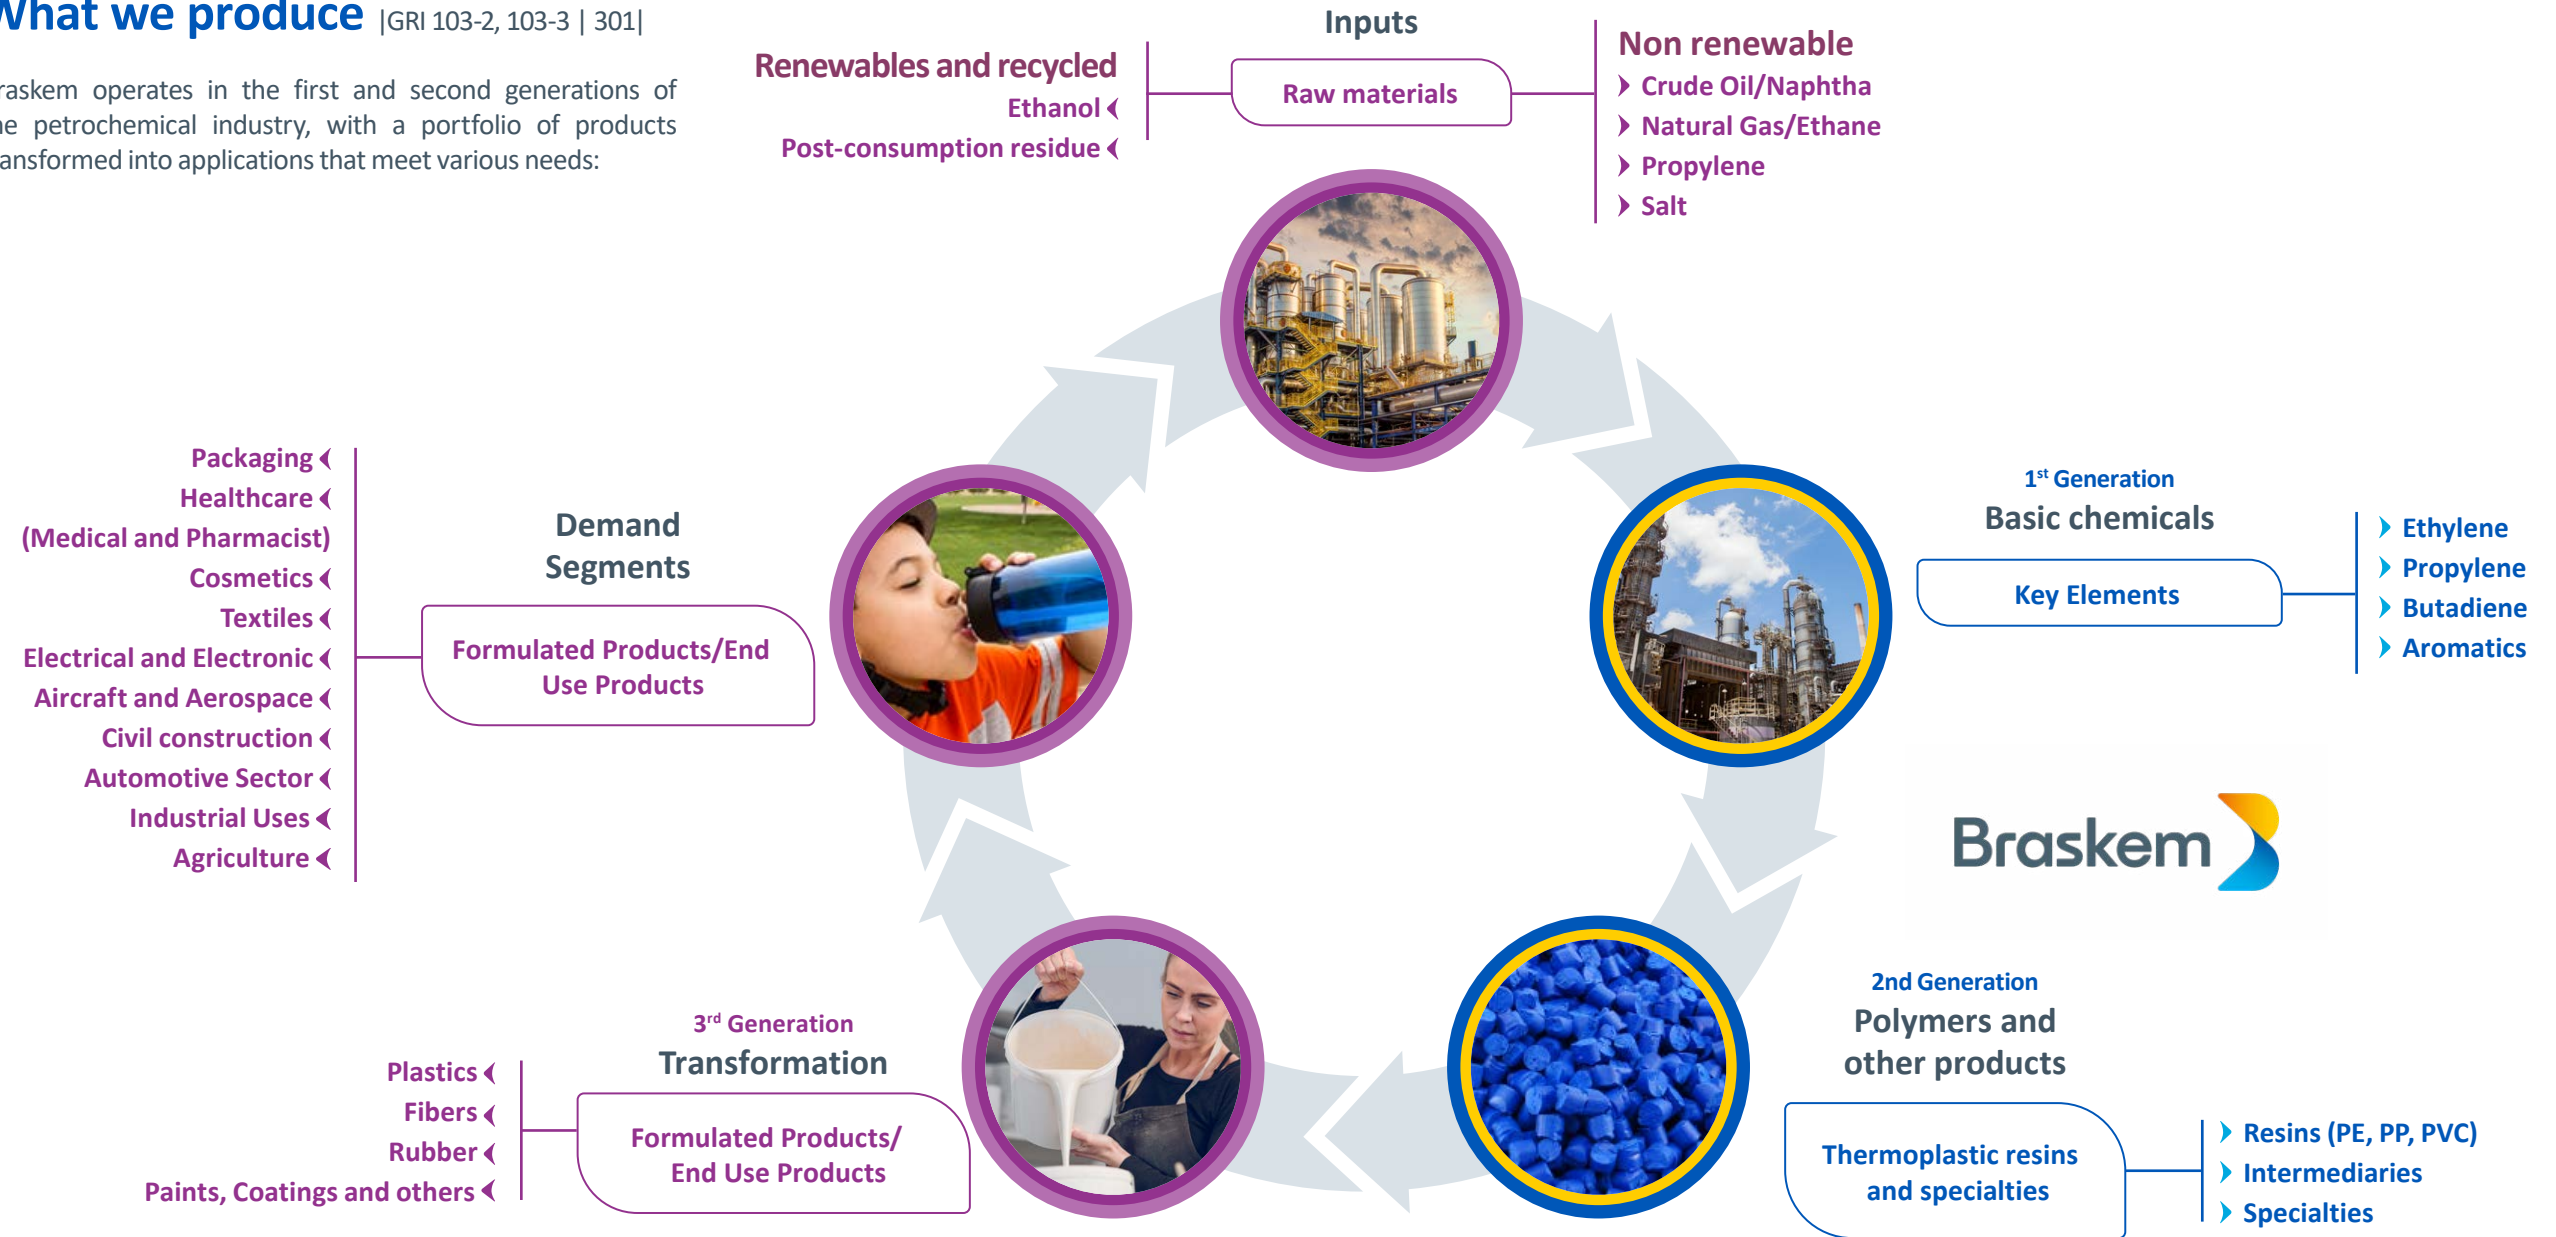 What we produce |GRI 103-2, 103-3 | 301|
Braskem operates in the first and second generations of
the petrochemical industry, with a portfolio of products
transformed into applications that meet various needs:
Inputs
Raw materials
Renewables and recycled
Ethanol
Post-consumption residue
Non renewable
Crude Oil/Naphtha
Natural Gas/Ethane
Propylene
Salt
1st Generation
Basic chemicals
Key Elements
Ethylene
Propylene
Butadiene
Aromatics
Braskem
2nd Generation
Polymers and
other products
Thermoplastic resins
and specialties
Resins (PE, PP, PVC)
Intermediaries
Specialties
3rd Generation
Transformation
Formulated Products/
End Use Products
Plastics
Fibers
Rubber
Paints, Coatings and others
Demand
Segments
Formulated Products/End
Use Products
Packaging
Healthcare
(Medical and Pharmacist)
Cosmetics
Textiles
Electrical and Electronic
Aircraft and Aerospace
Civil construction
Automotive Sector
Industrial Uses
Agriculture